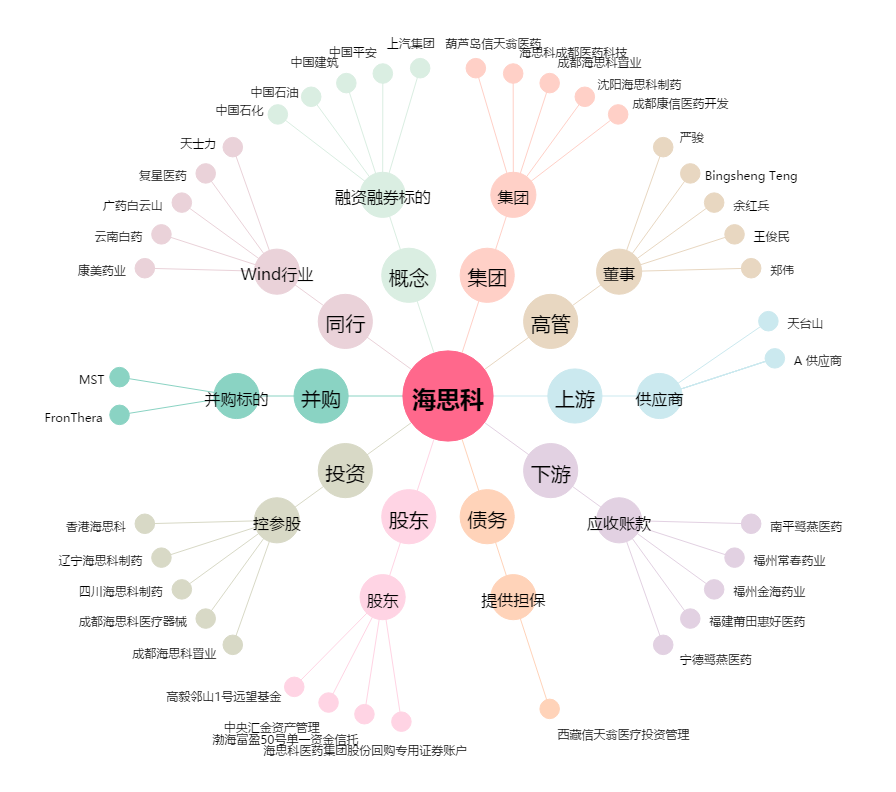 上汽集团
中国平安
中国建筑
中国石油
中国石化
融资融券标的
概念
葫芦岛信天翁医药
海思科成都医药科技
成都海思科置业
沈阳海思科制药
成都康信医药开发
集团
集团
天士力
复星医药
广药白云山
云南白药
康美药业
Wind行业
同行
严骏
Bingsheng Teng
余红兵
王俊民
郑伟
董事
高管
天台山
A 供应商
供应商
上游
海思科
MST
FronThera
并购标的
并购
投资
控参股
香港海思科
辽宁海思科制药
四川海思科制药
成都海思科医疗器械
成都海思科置业
股东
股东
高毅邻山1号远望基金
中央汇金资产管理
渤海富盈50号单一资金信托
海思科医药集团股份回购专用证券账户
债务
提供担保
西藏信天翁医疗投资管理
下游
应收账款
南平鹭燕医药
福州常春药业
福州金海药业
福建莆田惠好医药
宁德鹭燕医药